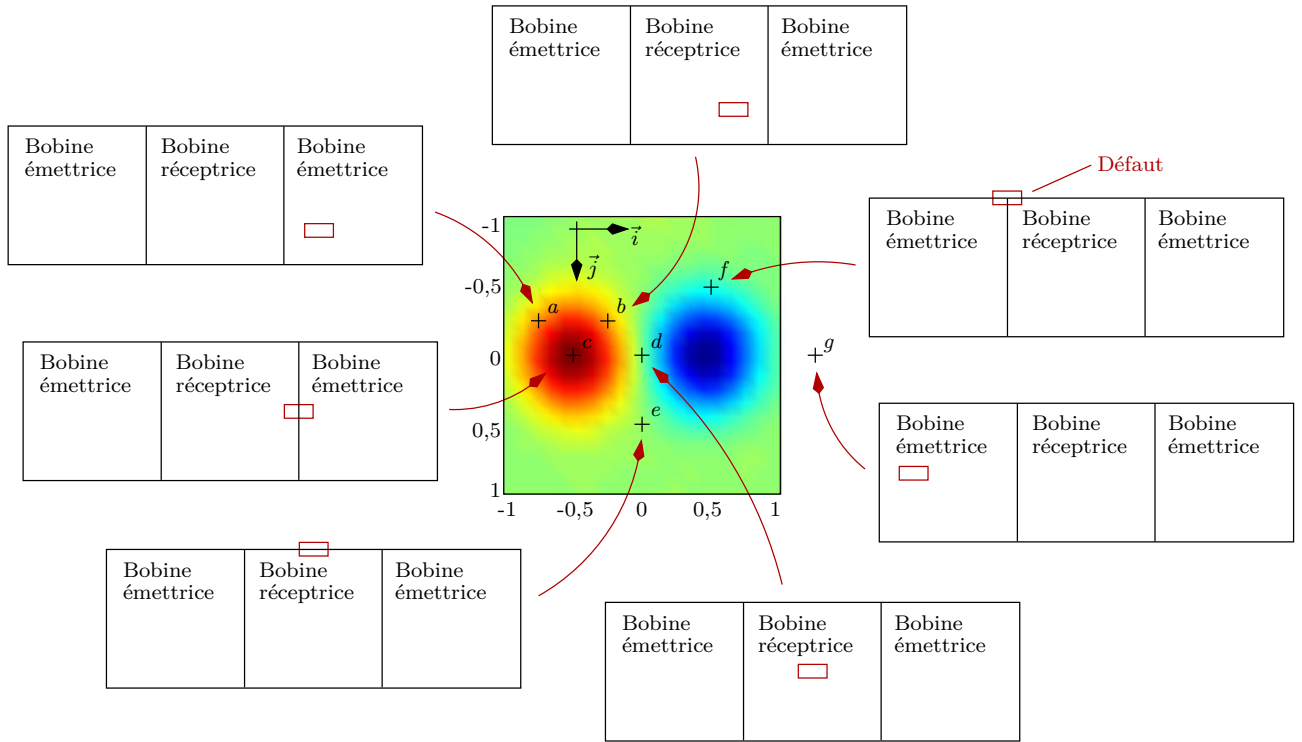 Bobine
émettrice
Bobine
réceptrice
Bobine
émettrice
Bobine
émettrice
Bobine
réceptrice
Bobine
émettrice
Défaut
Bobine
émettrice
Bobine
réceptrice
Bobine
émettrice
-1
-0,5
0
0,5
1
-1
-0,5
0
0,5
1
i
j
a
b
c
d
e
f
g
Bobine
émettrice
Bobine
réceptrice
Bobine
émettrice
Bobine
émettrice
Bobine
réceptrice
Bobine
émettrice
Bobine
émettrice
Bobine
réceptrice
Bobine
émettrice
Bobine
émettrice
Bobine
réceptrice
Bobine
émettrice